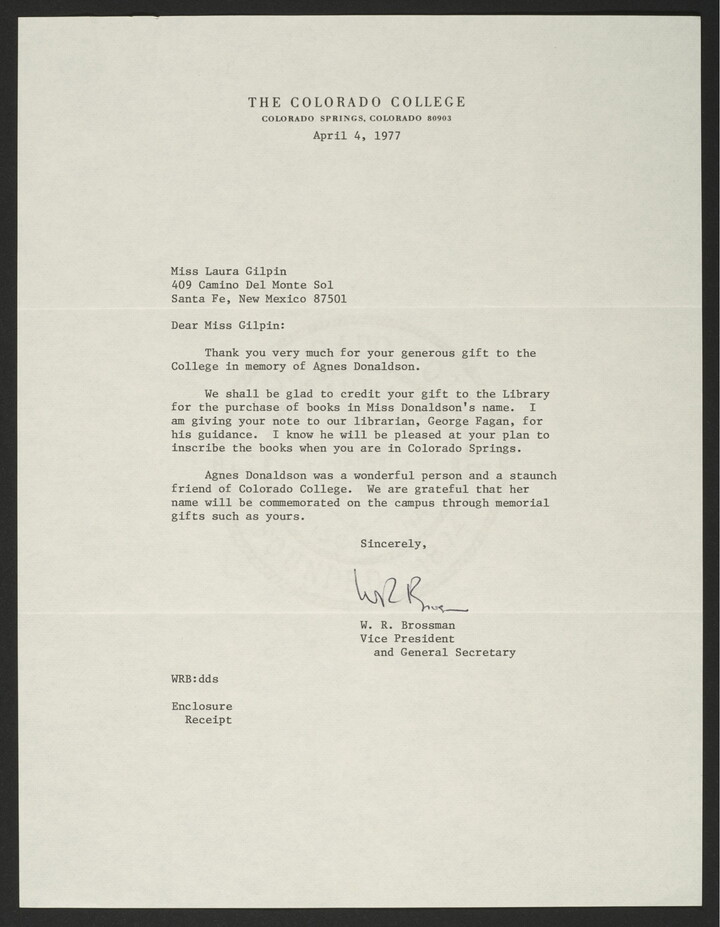 THE COLORADO COLLEGE
COLORADO SPRINGS, COLORADO 80903
April 4, 1977
Miss Laura Gilpin
409 Camino Del Monte Sol
Santa Fe, New Mexico 87501
Dear Miss Gilpin:
Thank you very much for your generous gift to the
College in memory of Agnes Donaldson.
We shall be glad to credit your gift to the Library
for the purchase of books in Miss Donaldson's name. I
am giving your note to our librarian, George Fagan, for
his guidance. I know he will be pleased at your plan to
inscribe the books when you are in Colorado Springs.
Agnes Donaldson was a wonderful person and a staunch
friend of Colorado College. We are grateful that her
name will be commemorated on the campus through memorial
gifts such as yours.
Sincerely,
W. R. Brossman
Vice President
and General Secretary
WRB:dds
Enclosure
Receipt